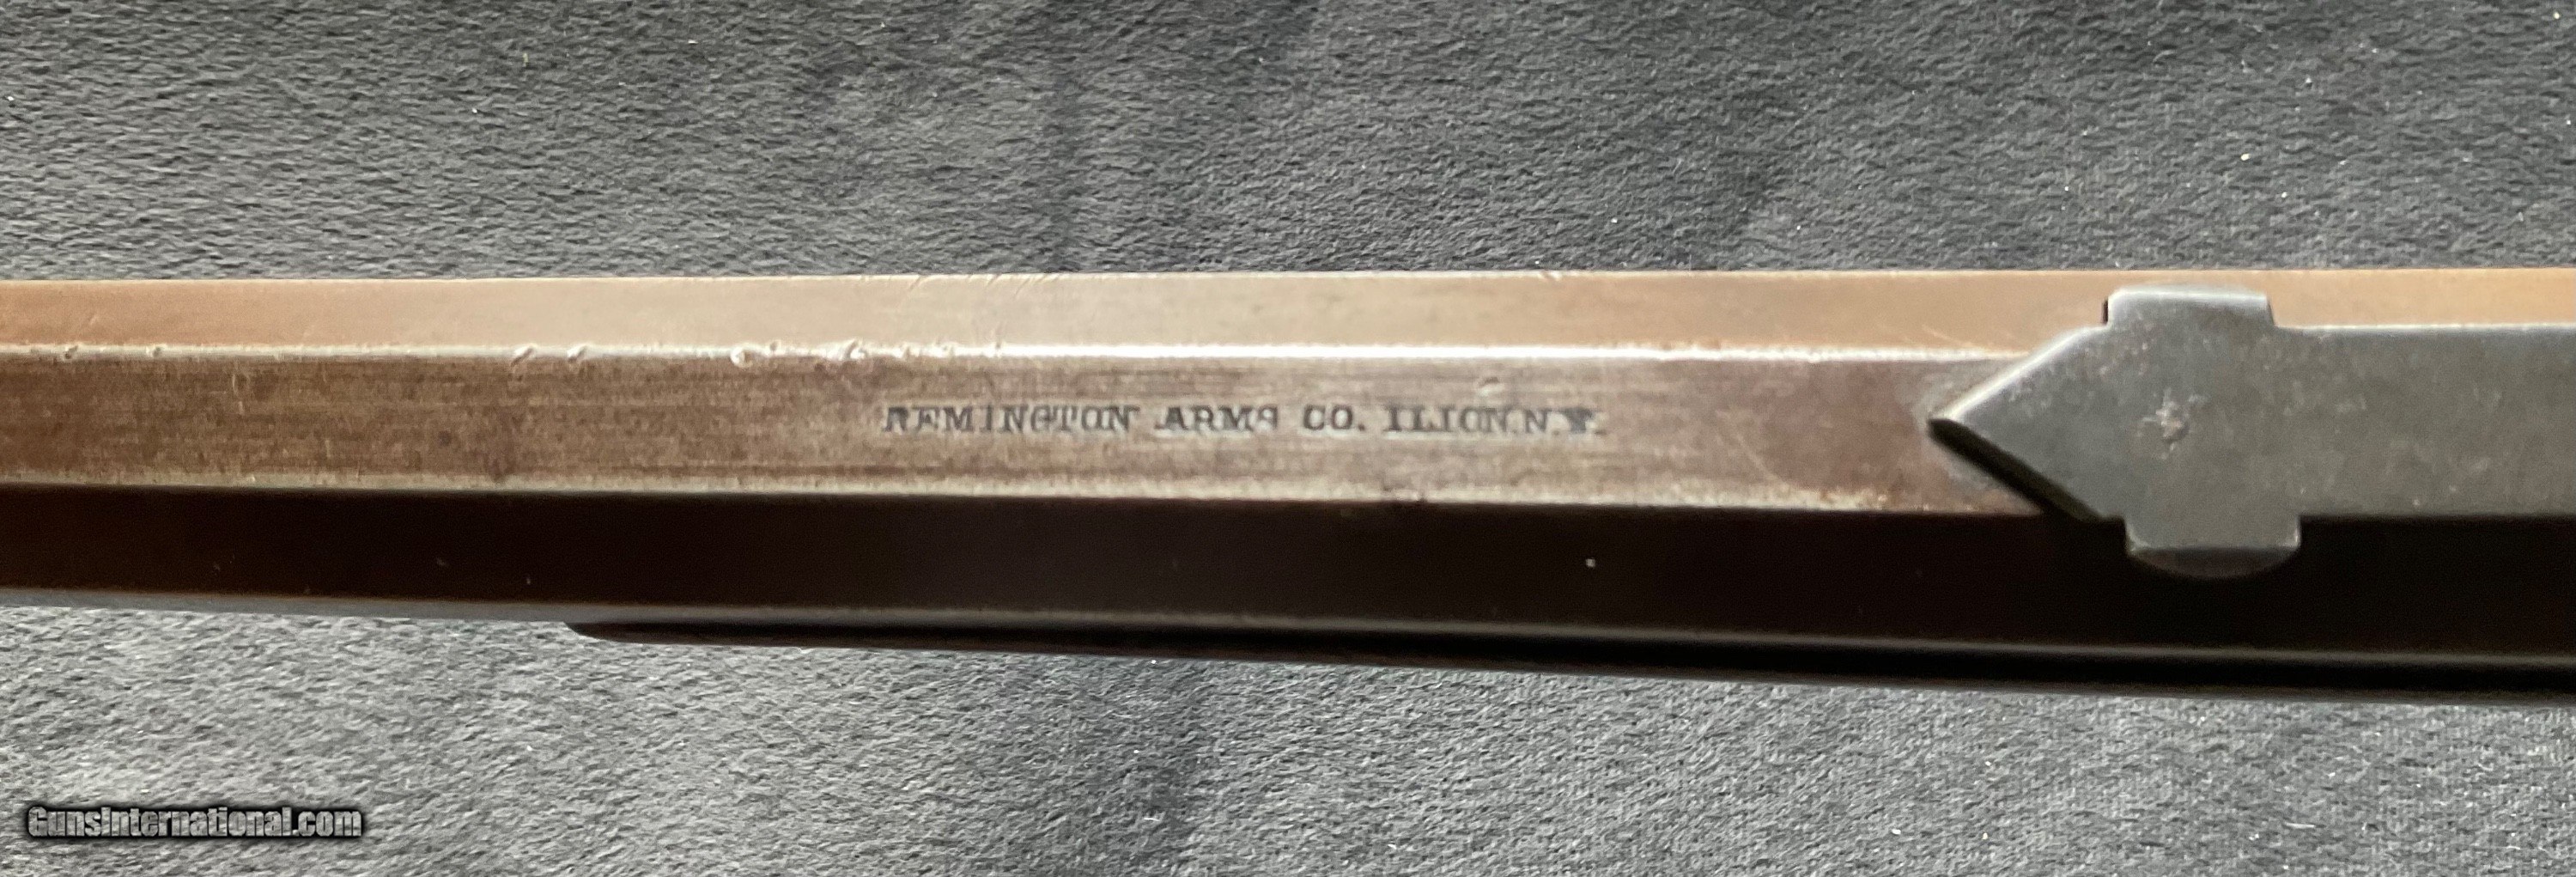 REMINGTON ARMS CO. ILION N.Y.
GunsInternational.com